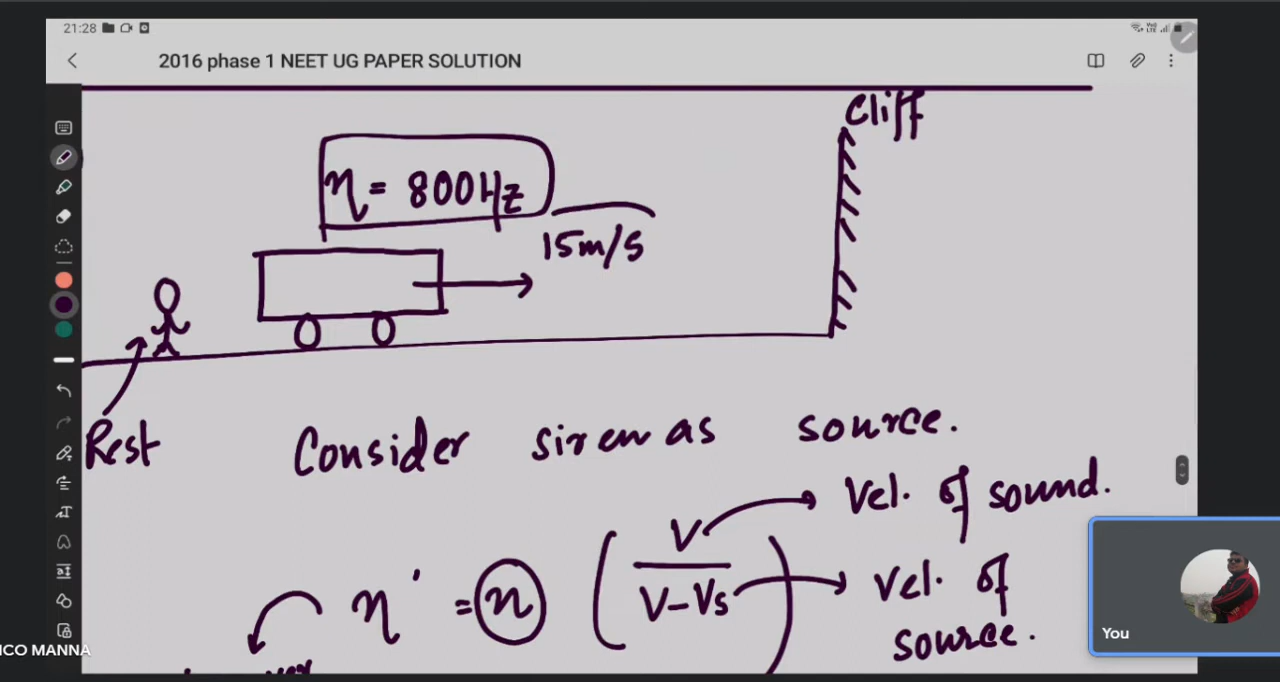 21:28
2016 phase 1 NEET UG PAPER SOLUTION
Cliff
η = 800Hz
15m/s
Rest
Consider siren as source.
Vel. of sound.
η' = n ( V / V-Vs )
Vel. of source.
You
ICO MANNA